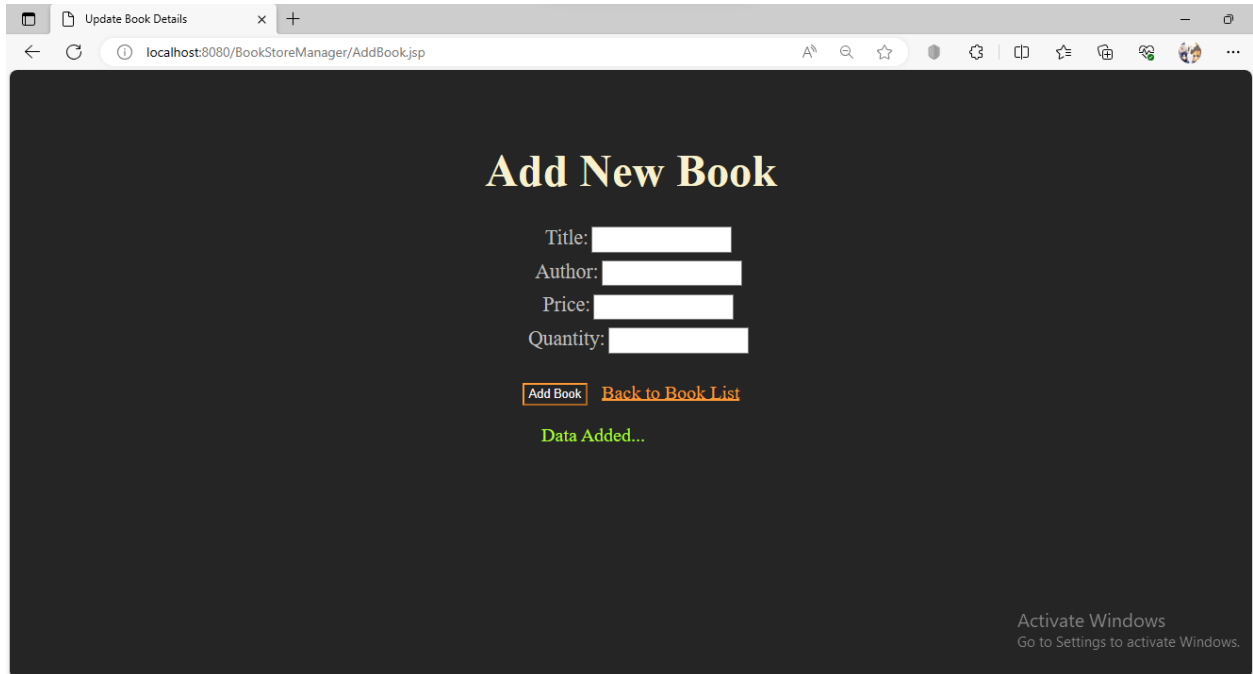 Update Book Details
localhost:8080/BookStoreManager/AddBook.jsp
Add New Book
Title:
Author:
Price:
Quantity:
Add Book Back to Book List
Data Added...
Activate Windows
Go to Settings to activate Windows.